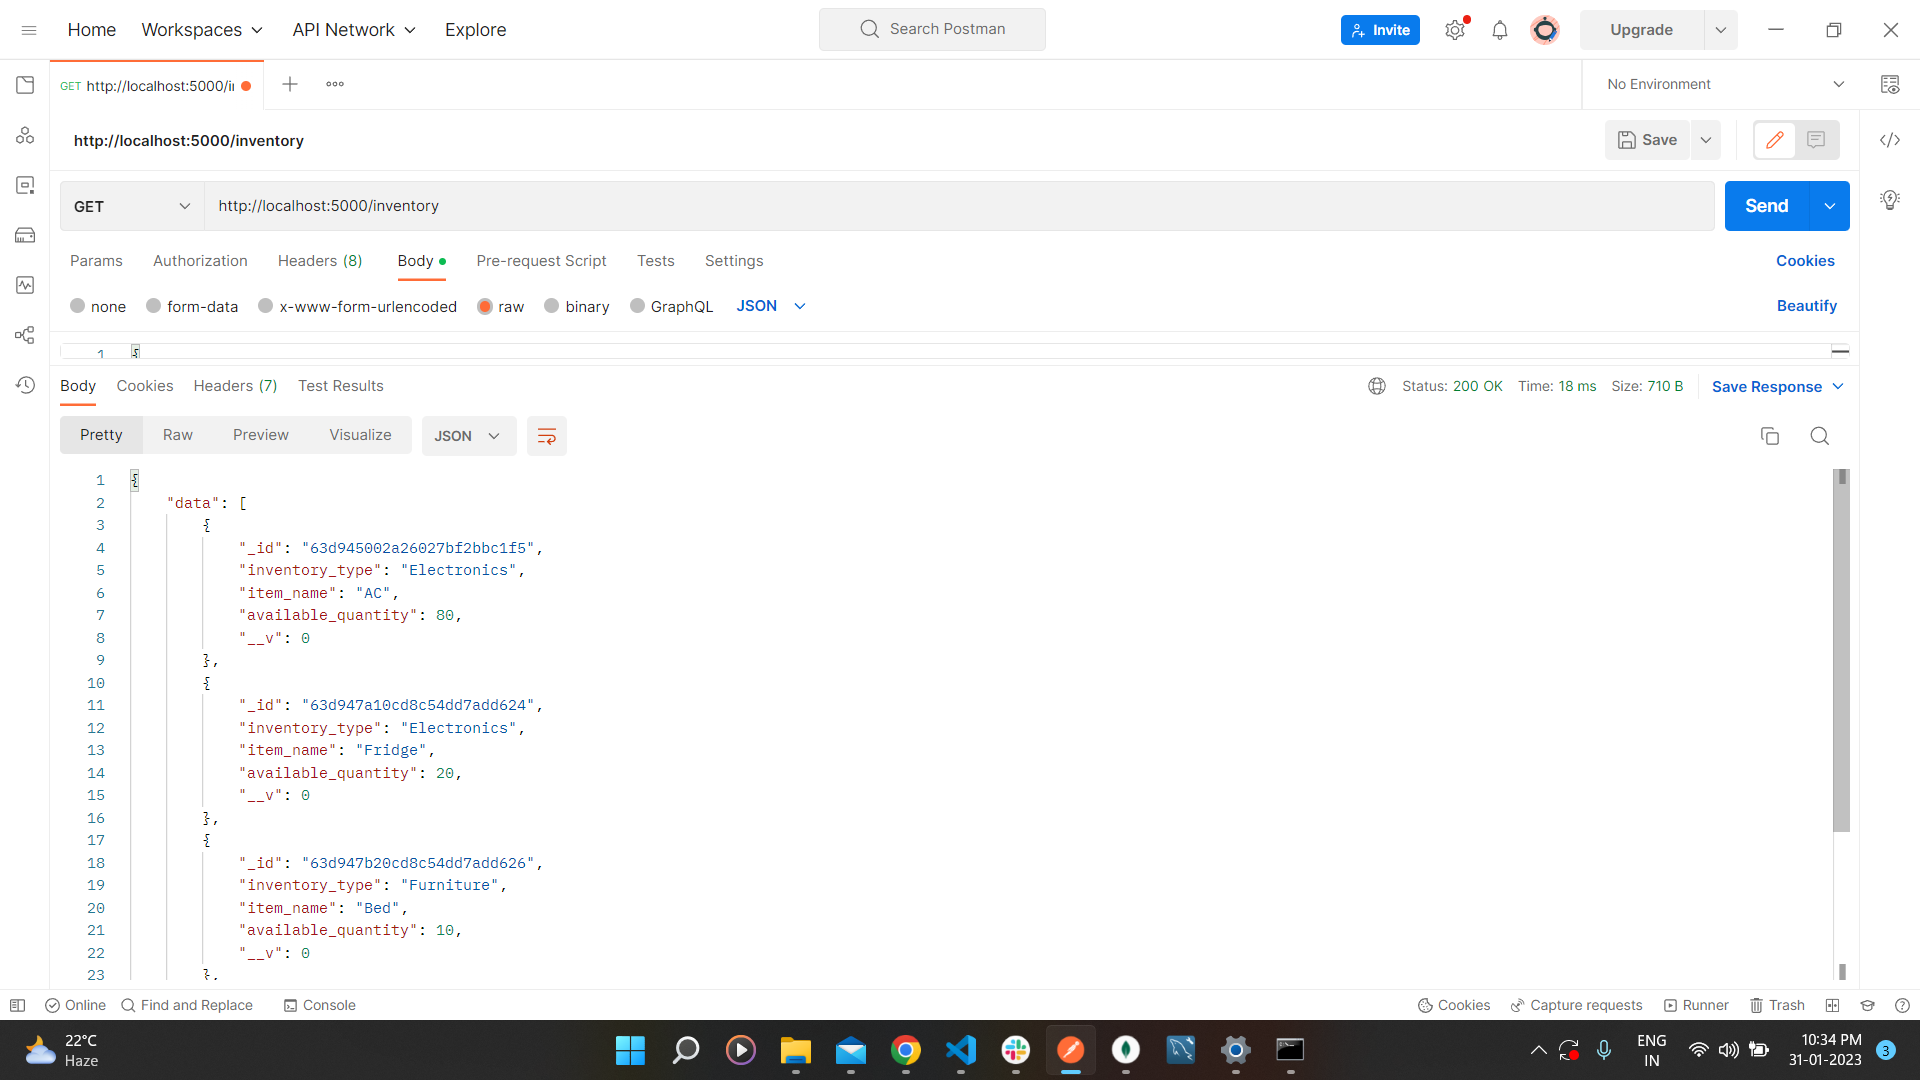 Home Workspaces API Network Explore Search Postman Invite Upgrade
GET http://localhost:5000/i No Environment
http://localhost:5000/inventory Save
GET http://localhost:5000/inventory Send
Params Authorization Headers (8) Body Pre-request Script Tests Settings Cookies
none form-data x-www-form-urlencoded raw binary GraphQL JSON Beautify
1 {
Body Cookies Headers (7) Test Results Status: 200 OK Time: 18 ms Size: 710 B Save Response
Pretty Raw Preview Visualize JSON
1 {
2 "data": [
3 {
4 "_id": "63d945002a26027bf2bbc1f5",
5 "inventory_type": "Electronics",
6 "item_name": "AC",
7 "available_quantity": 80,
8 "__v": 0
9 },
10 {
11 "_id": "63d947a10cd8c54dd7add624",
12 "inventory_type": "Electronics",
13 "item_name": "Fridge",
14 "available_quantity": 20,
15 "__v": 0
16 },
17 {
18 "_id": "63d947b20cd8c54dd7add626",
19 "inventory_type": "Furniture",
20 "item_name": "Bed",
21 "available_quantity": 10,
22 "__v": 0
23 },
Online Find and Replace Console Cookies Capture requests Runner Trash
22°C
Haze
ENG
IN
10:34 PM
31-01-2023
3